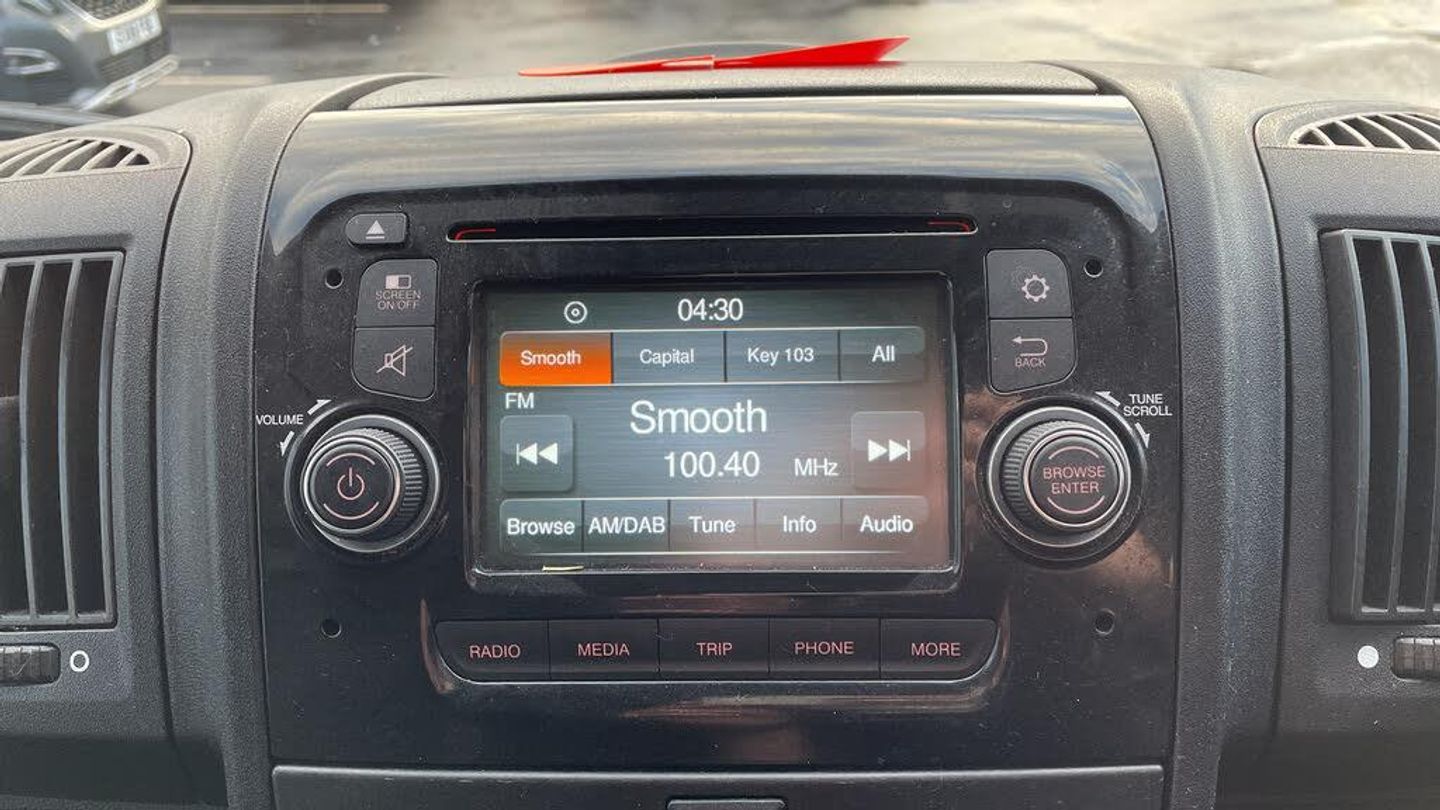 SCREEN
ON OFF
04:30
Smooth Capital Key 103 All
BACK
FM
Smooth
100.40 MHz
VOLUME
TUNE
SCROLL
BROWSE
ENTER
Browse AM/DAB Tune Info Audio
RADIO MEDIA TRIP PHONE MORE